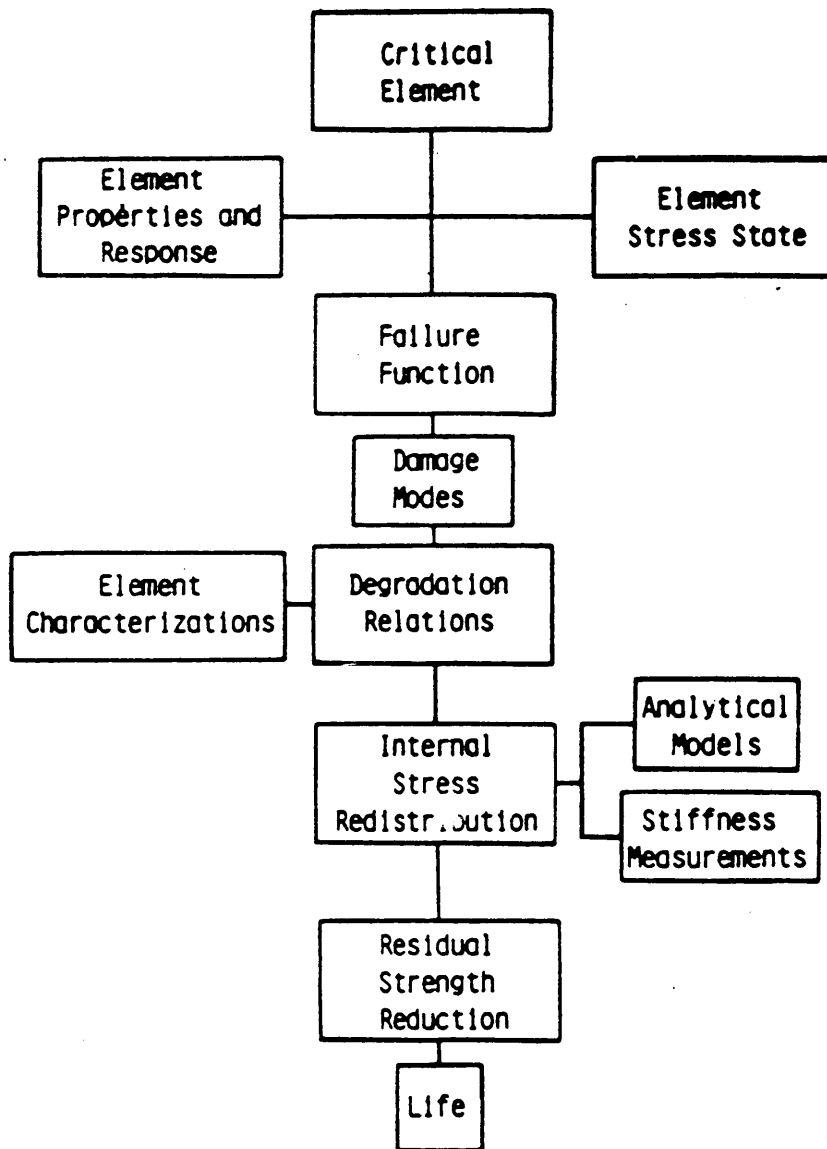 Critical
Element
Element
Properties and
Response
Element
Stress State
Failure
Function
Damage
Modes
Element
Characterizations
Degradation
Relations
Internal
Stress
Redistribution
Analytical
Models
Stiffness
Measurements
Residual
Strength
Reduction
Life